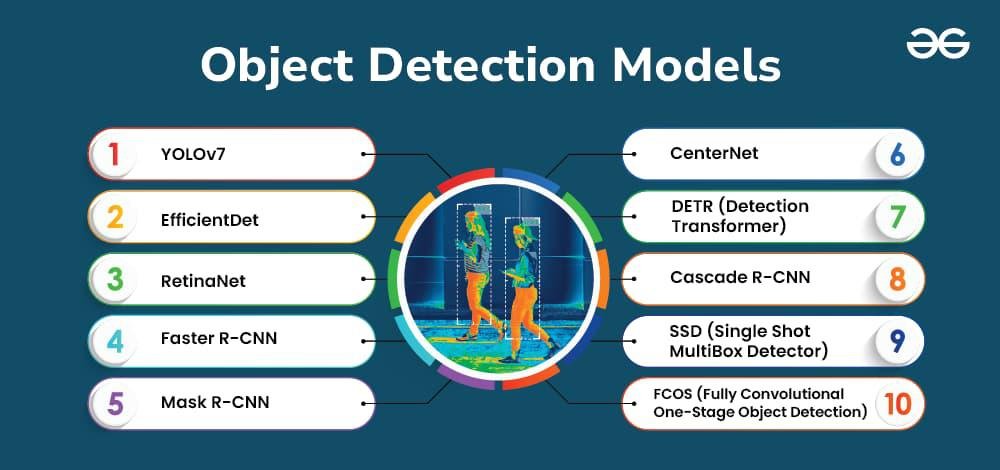 Object Detection Models
1 YOLOv7
2 EfficientDet
3 RetinaNet
4 Faster R-CNN
5 Mask R-CNN
CenterNet 6
DETR (Detection
Transformer) 7
Cascade R-CNN 8
SSD (Single Shot
MultiBox Detector) 9
FCOS (Fully Convolutional
One-Stage Object Detection) 10